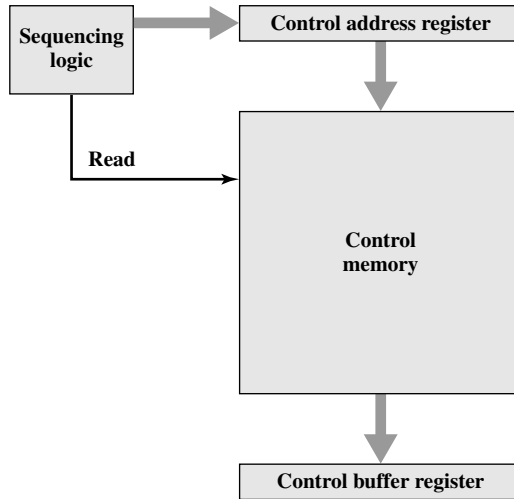 Sequencing
logic
Control address register
Read
Control
memory
Control buffer register